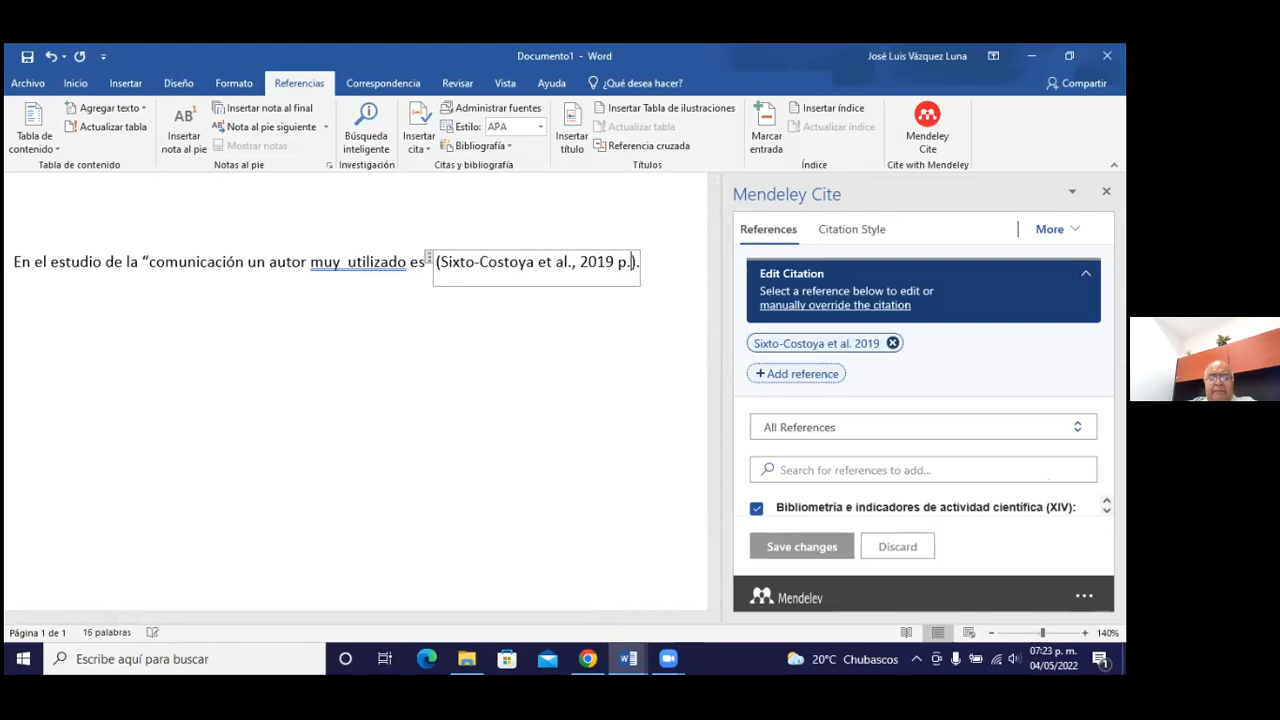 Documento1 - Word
José Luis Vázquez Luna
Archivo Inicio Insertar Diseño Formato Referencias Correspondencia Revisar Vista Ayuda ¿Qué desea hacer? Compartir
Tabla de contenido
Agregar texto
Actualizar tabla
Tabla de contenido
AB1
Insertar nota al pie
Insertar nota al final
Nota al pie siguiente
Mostrar notas
Notas al pie
Búsqueda inteligente
Investigación
Insertar cita
Administrar fuentes
Estilo: APA
Bibliografía
Citas y bibliografía
Insertar título
Insertar Tabla de ilustraciones
Actualizar tabla
Referencia cruzada
Títulos
Marcar entrada
Insertar índice
Actualizar índice
Índice
Mendeley Cite
Cite with Mendeley
En el estudio de la “comunicación un autor muy utilizado es (Sixto-Costoya et al., 2019 p.).
Mendeley Cite
References Citation Style More
Edit Citation
Select a reference below to edit or
manually override the citation
Sixto-Costoya et al. 2019
+ Add reference
All References
Search for references to add...
Bibliometría e indicadores de actividad científica (XIV):
Save changes Discard
Mendeley
Página 1 de 1 16 palabras 140%
Escribe aquí para buscar
20°C Chubascos
07:23 p. m.
04/05/2022
1